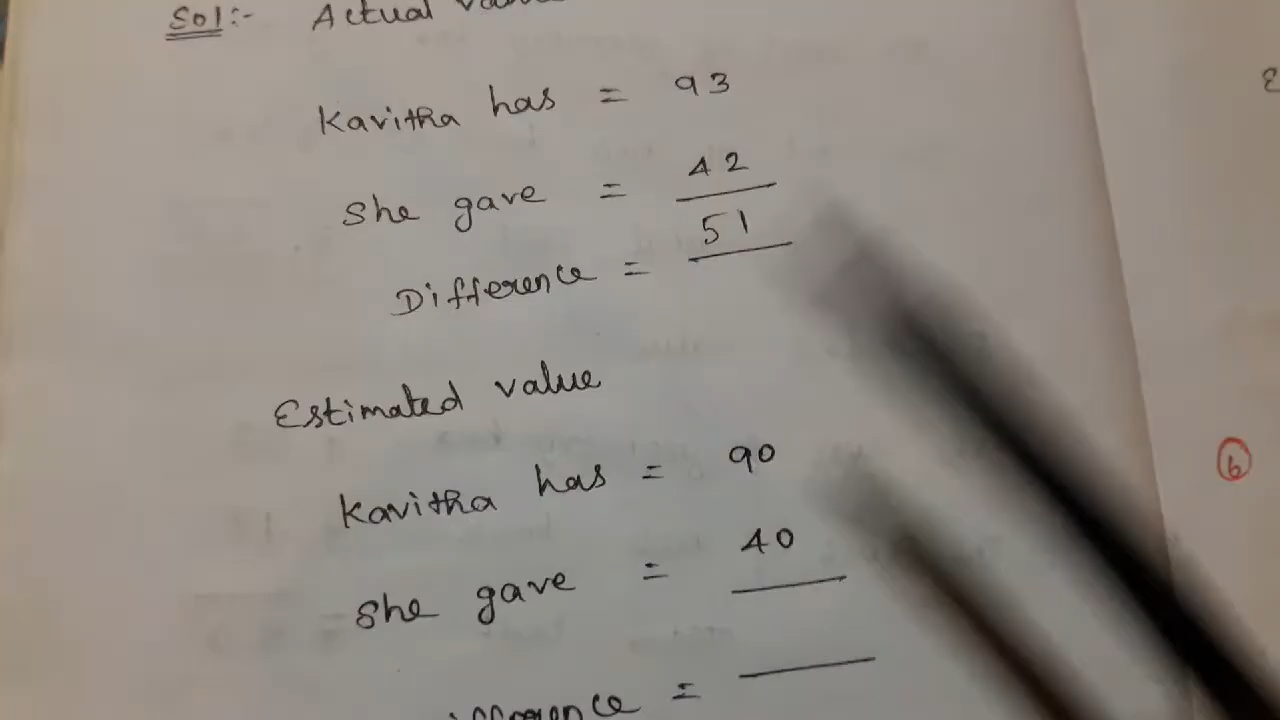 Sol:- Actual
Kavitha has = 93
She gave = 42
Difference = 51
Estimated value
Kavitha has = 90
She gave = 40
=
b